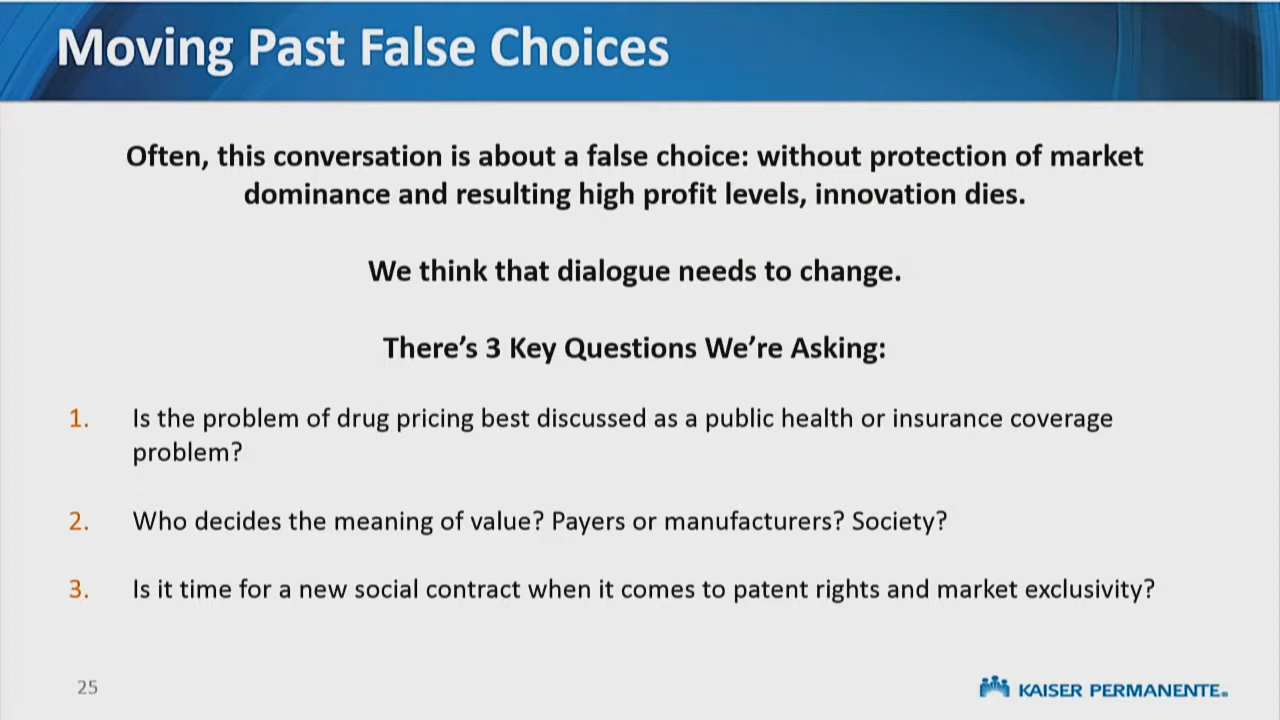 Moving Past False Choices
Often, this conversation is about a false choice: without protection of market
dominance and resulting high profit levels, innovation dies.
We think that dialogue needs to change.
There’s 3 Key Questions We’re Asking:
1. Is the problem of drug pricing best discussed as a public health or insurance coverage
problem?
2. Who decides the meaning of value? Payers or manufacturers? Society?
3. Is it time for a new social contract when it comes to patent rights and market exclusivity?
25
KAISER PERMANENTE®